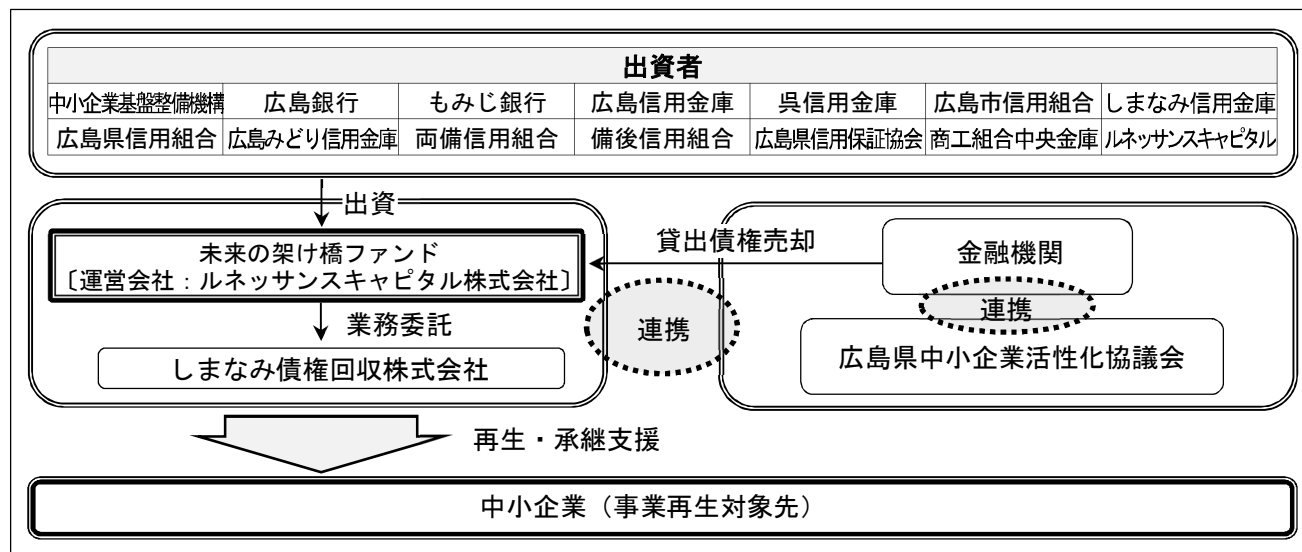 出資者
中小企業基盤整備機構 広島銀行 もみじ銀行 広島信用金庫 呉信用金庫 広島市信用組合 しまなみ信用金庫
広島県信用組合 広島みどり信用金庫 両備信用組合 備後信用組合 広島県信用保証協会 商工組合中央金庫 ルネッサンスキャピタル
出資
未来の架け橋ファンド
〔運営会社:ルネッサンスキャピタル株式会社〕
業務委託
しまなみ債権回収株式会社
貸出債権売却
連携
金融機関
連携
広島県中小企業活性化協議会
再生・承継支援
中小企業(事業再生対象先)